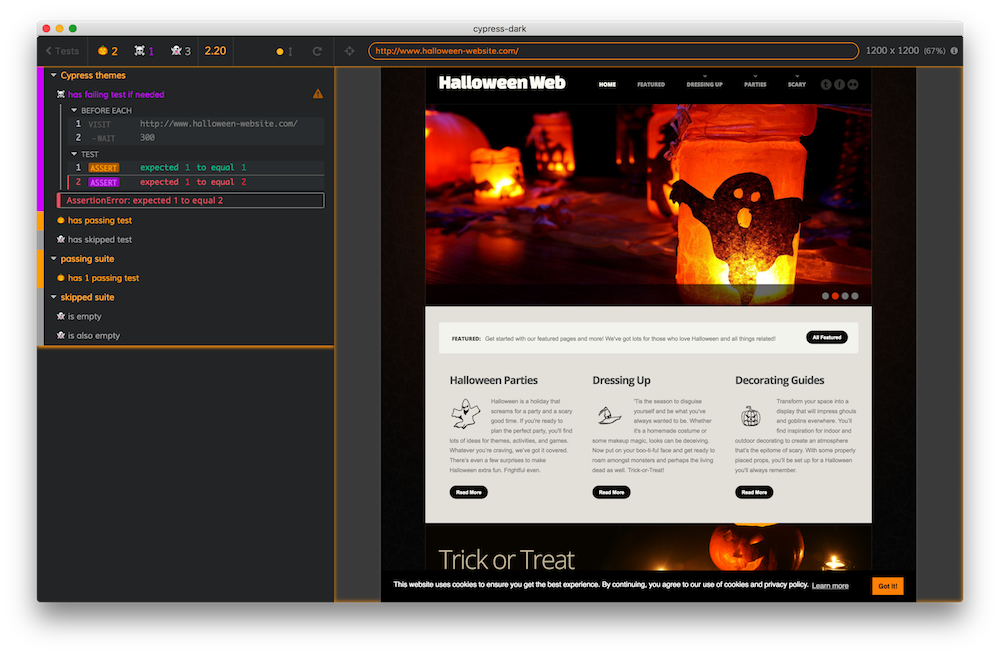 cypress-dark
Tests
2
1
3
2.20
http://www.halloween-website.com/
1200 x 1200 (67%)
Cypress themes
has failing test if needed
BEFORE EACH
1 VISIT http://www.halloween-website.com/
2 -WAIT 300
TEST
1 ASSERT expected 1 to equal 1
2 ASSERT expected 1 to equal 2
AssertionError: expected 1 to equal 2
has passing test
has skipped test
passing suite
has 1 passing test
skipped suite
is empty
is also empty
Halloween Web
HOME FEATURED DRESSING UP PARTIES SCARY
FEATURED: Get started with our featured pages and more! We've got lots for those who love Halloween and all things related!
All Featured
Halloween Parties
Halloween is a holiday that
screams for a party and a scary
good time. If you're ready to
plan the perfect party, you'll find
lots of ideas for themes, activities, and games.
Whatever you're craving, we've got it covered.
There's even a few surprises to make
Halloween extra fun. Frightful even.
Read More
Dressing Up
'Tis the season to disguise
yourself and be what you've
always wanted to be. Whether
it's a homemade costume or
some makeup magic, looks can be deceiving.
Now put on your boo-ti-ful face and get ready to
roam amongst monsters and perhaps the living
dead as well. Trick-or-Treat!
Read More
Decorating Guides
Transform your space into a
display that will impress ghouls
and goblins everywhere. You'll
find inspiration for indoor and
outdoor decorating to create an atmosphere
that's the epitome of scary. With some properly
placed props, you'll be set up for a Halloween
you'll always remember.
Read More
Trick or Treat
This website uses cookies to ensure you get the best experience. By continuing, you agree to our use of cookies and privacy policy. Learn more
Got it!